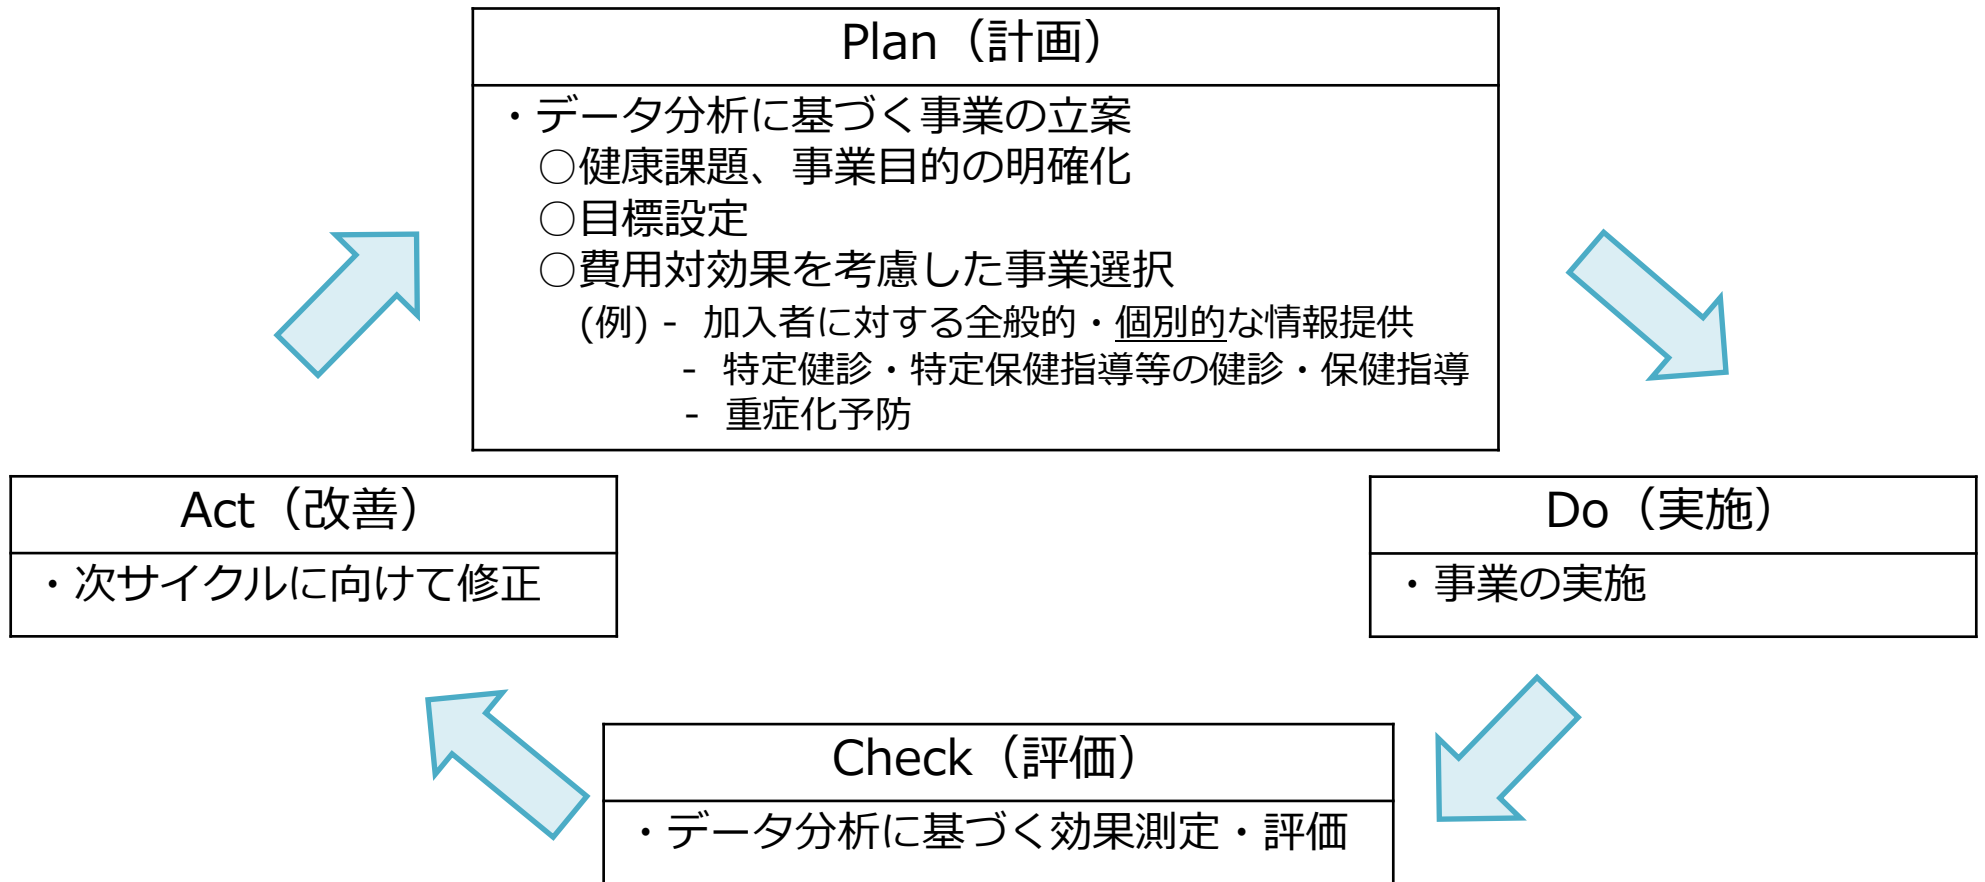 Plan（計画）
・データ分析に基づく事業の立案
○健康課題、事業目的の明確化
○目標設定
○費用対効果を考慮した事業選択
(例) - 加入者に対する全般的・個別的な情報提供
- 特定健診・特定保健指導等の健診・保健指導
- 重症化予防
Act（改善）
・次サイクルに向けて修正
Do（実施）
・事業の実施
Check（評価）
・データ分析に基づく効果測定・評価